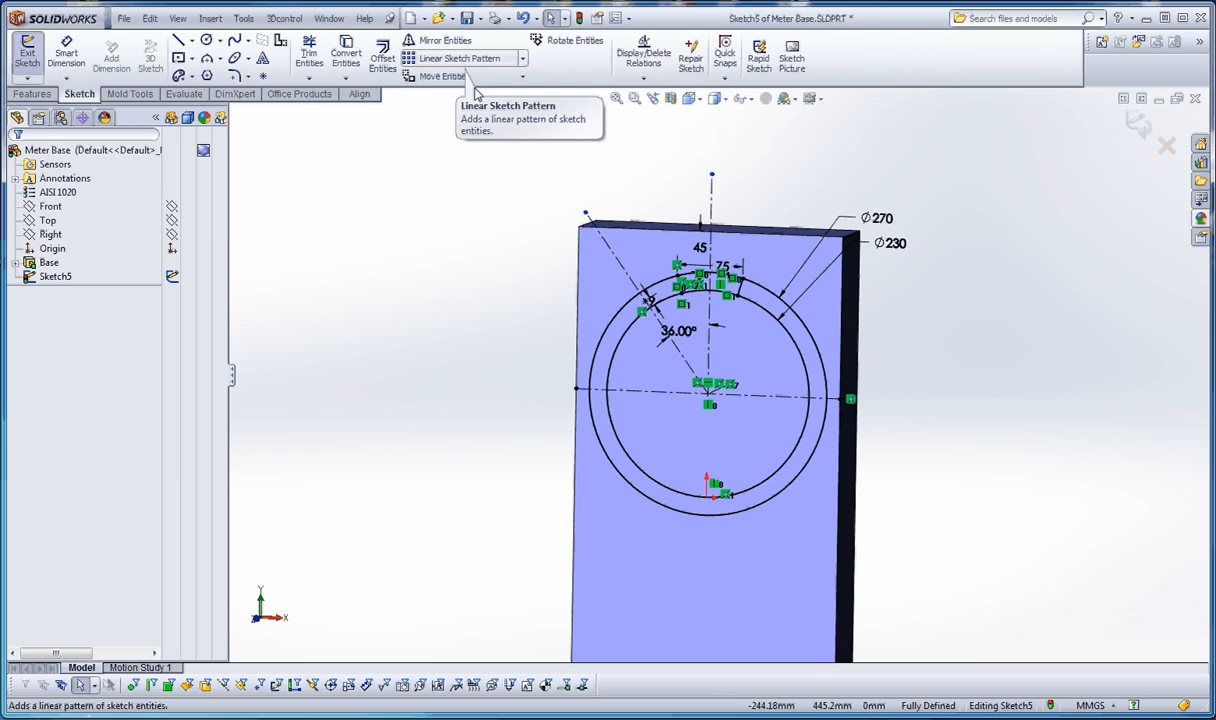 SOLIDWORKS
File Edit View Insert Tools 3Dcontrol Window Help
Sketch5 of Meter Base.SLDPRT *
Search files and models
Exit Sketch
Smart Dimension
Add Dimension
3D Sketch
Trim Entities
Convert Entities
Offset Entities
Mirror Entities
Linear Sketch Pattern
Move Entitie
Rotate Entities
Display/Delete Relations
Repair Sketch
Quick Snaps
Rapid Sketch
Sketch Picture
Features Sketch Mold Tools Evaluate DimXpert Office Products Align
Linear Sketch Pattern
Adds a linear pattern of sketch
entities.
Meter Base (Default<<Default>_
Sensors
Annotations
AISI 1020
Front
Top
Right
Origin
Base
Sketch5
∅270
∅230
45
75
36.00°
Y
X
Model Motion Study 1
Adds a linear pattern of sketch entities.
-244.18mm 445.2mm 0mm Fully Defined Editing Sketch5 MMGS